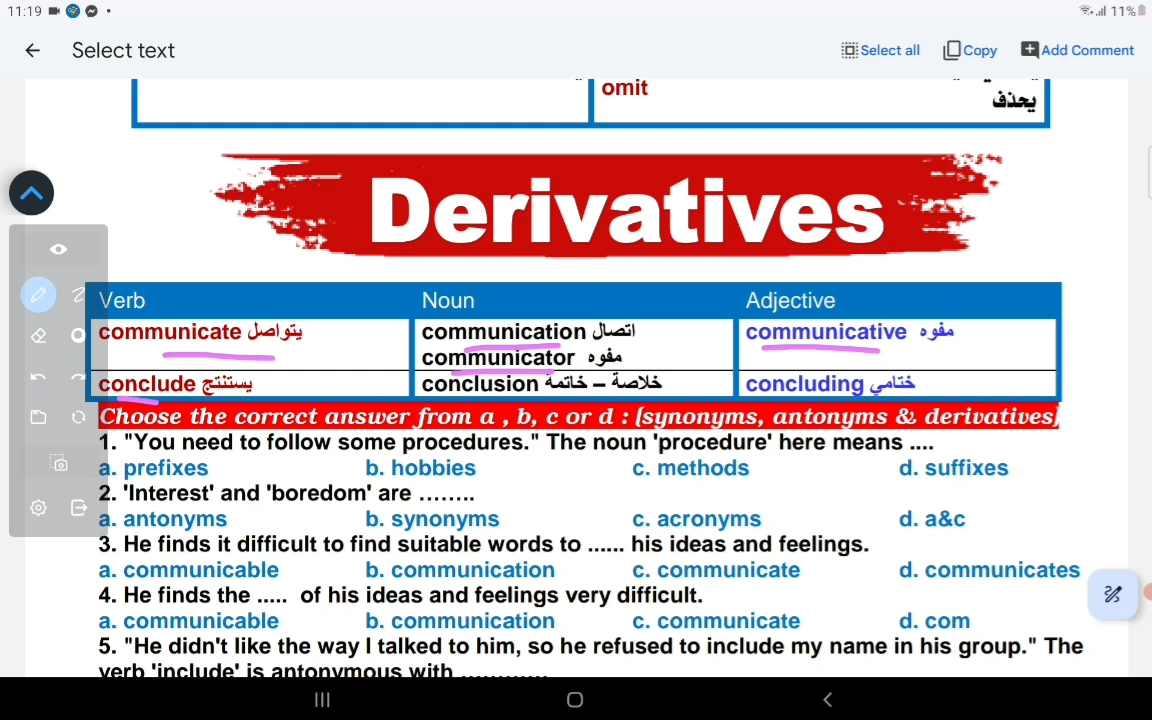 11:19 11%
Select text Select all Copy Add Comment
omit
يحذف
Derivatives
Verb Noun Adjective
communicate يتواصل communication اتصال communicative مفوه
communicator مفوه
conclude يستنتج conclusion خلاصة – خاتمة concluding ختامي
Choose the correct answer from a , b, c or d : [synonyms, antonyms & derivatives]
1. "You need to follow some procedures." The noun 'procedure' here means ....
a. prefixes b. hobbies c. methods d. suffixes
2. 'Interest' and 'boredom' are ........
a. antonyms b. synonyms c. acronyms d. a&c
3. He finds it difficult to find suitable words to ...... his ideas and feelings.
a. communicable b. communication c. communicate d. communicates
4. He finds the ..... of his ideas and feelings very difficult.
a. communicable b. communication c. communicate d. com
5. "He didn't like the way I talked to him, so he refused to include my name in his group." The
verb 'include' is antonymous with ............